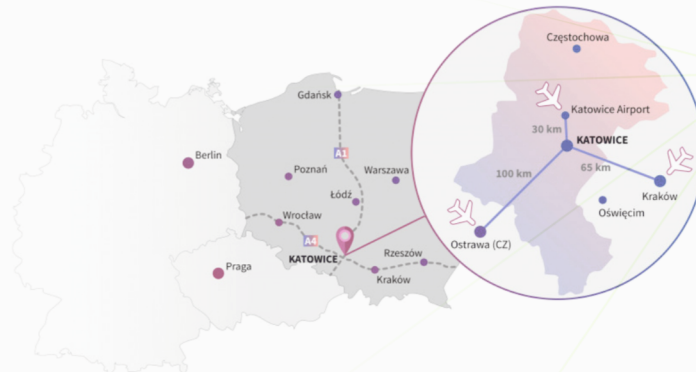 Gdańsk
A1
Berlin
Poznań
Warszawa
Łódź
Wrocław
A4
KATOWICE
Rzeszów
Praga
Kraków
Częstochowa
Katowice Airport
30 km
KATOWICE
100 km
65 km
Kraków
Oświęcim
Ostrawa (CZ)